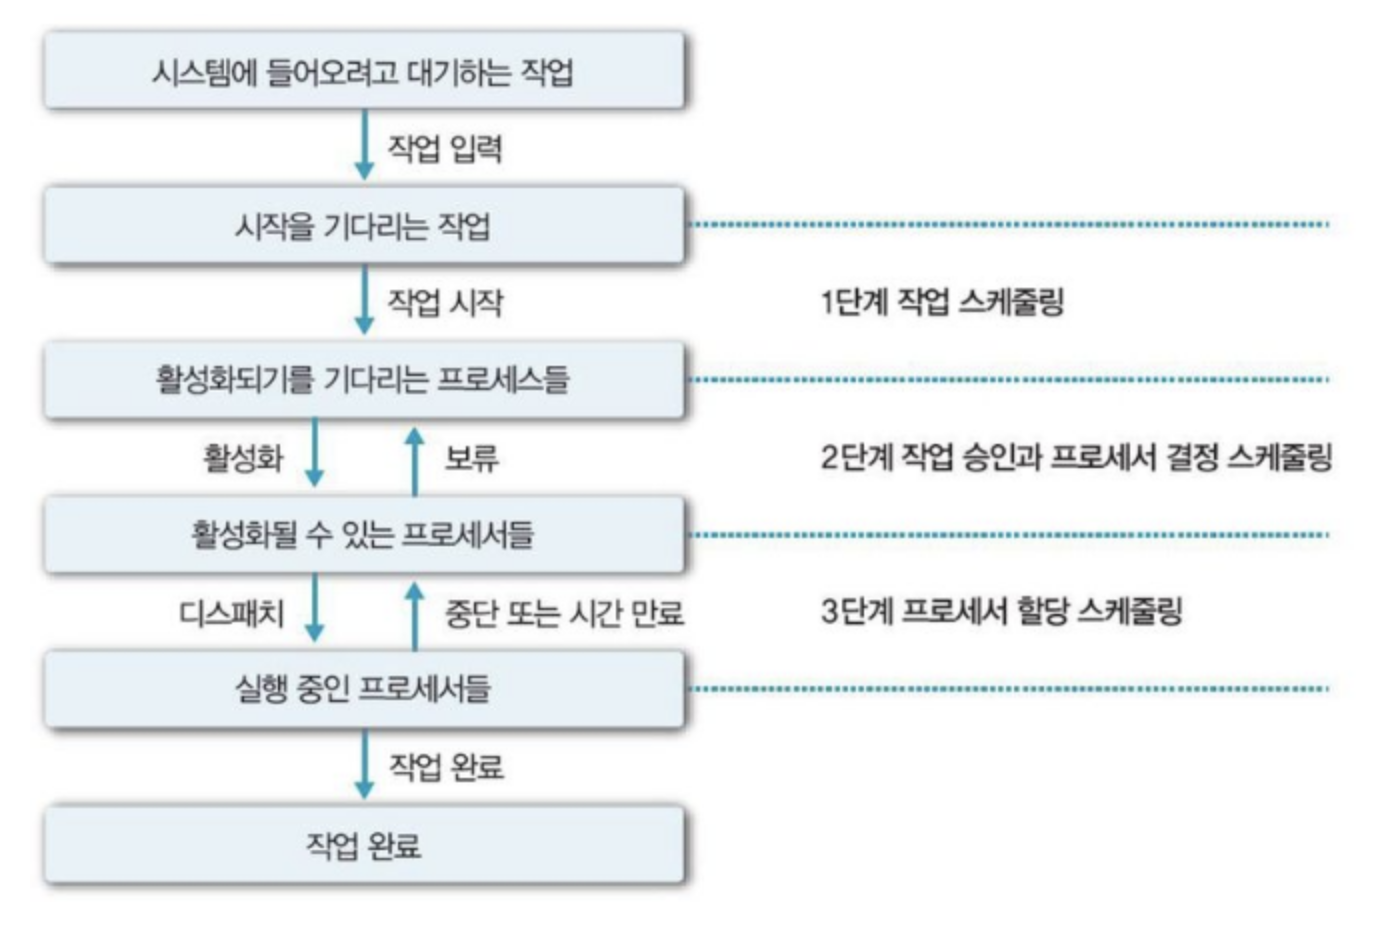 시스템에 들어오려고 대기하는 작업
작업 입력
시작을 기다리는 작업
작업 시작
1단계 작업 스케줄링
활성화되기를 기다리는 프로세스들
활성화
보류
2단계 작업 승인과 프로세서 결정 스케줄링
활성화될 수 있는 프로세서들
디스패치
중단 또는 시간 만료
3단계 프로세서 할당 스케줄링
실행 중인 프로세서들
작업 완료
작업 완료